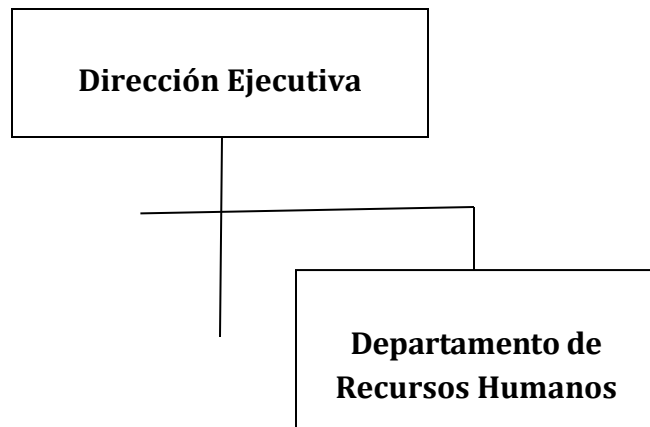 Dirección Ejecutiva
Departamento de
Recursos Humanos